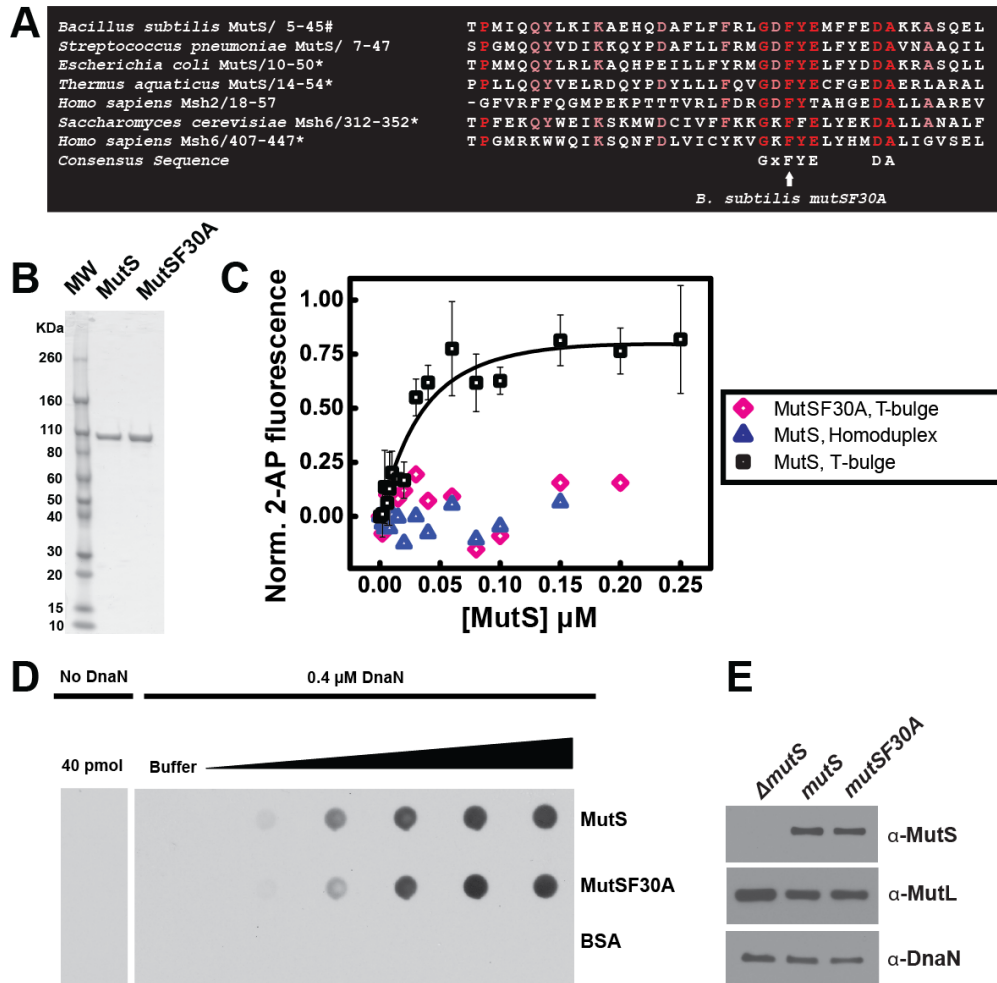 A
Bacillus subtilis MutS/ 5-45# TPMIQQYLKIKAEHQDAFLFFRLGDFYEMFFEDAKKASQEL
Streptococcus pneumoniae MutS/ 7-47 SPGMQQYVDIKKQYPDAFLLFRMGDFYELFYEDAVNAAQIL
Escherichia coli MutS/10-50* TPMMQQYLRLKAQHPEILLFYRMGDFYELFYDDAKRASQLL
Thermus aquaticus MutS/14-54* PPLLQQYVELRDQYPDYLLLFQVGDFYECFGEDAERLARAL
Homo sapiens Msh2/18-57 -GFVRFFQGMPEKPTTTVRLFDRGDFYTAHGEDALLAAREV
Saccharomyces cerevisiae Msh6/312-352* TPFEKQYWEIKSKMWDCIVFFKKGKFFELYEKDALLANALF
Homo sapiens Msh6/407-447* TPGMRKWWQIKSQNFDLVICYKVGKFYELYHMDALIGVSEL
Consensus Sequence GxFYE DA
B. subtilis mutSF30A
B
MW MutS MutSF30A
KDa
260
160
110
80
60
50
40
30
20
15
10
C
Norm. 2-AP fluorescence
1.00
0.75
0.50
0.25
0.00
0.00 0.05 0.10 0.15 0.20 0.25
[MutS] µM
MutSF30A, T-bulge
MutS, Homoduplex
MutS, T-bulge
D
No DnaN 0.4 µM DnaN
40 pmol Buffer
MutS
MutSF30A
BSA
E
ΔmutS mutS mutSF30A
α-MutS
α-MutL
α-DnaN